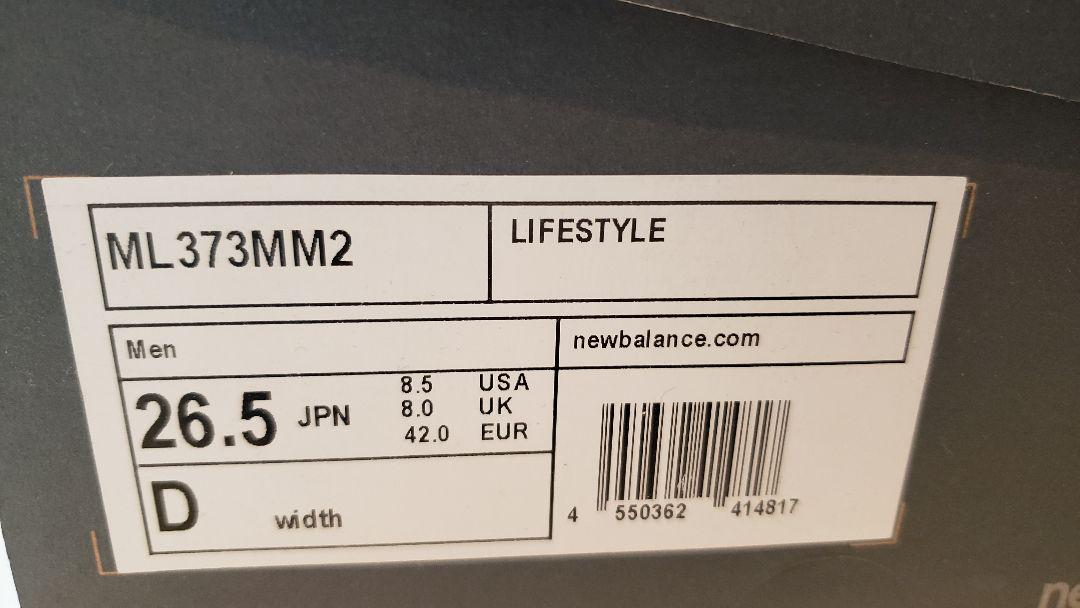 ML373MM2
LIFESTYLE
Men
newbalance.com
26.5 JPN
8.5 USA
8.0 UK
42.0 EUR
D width
4 550362 414817
ne